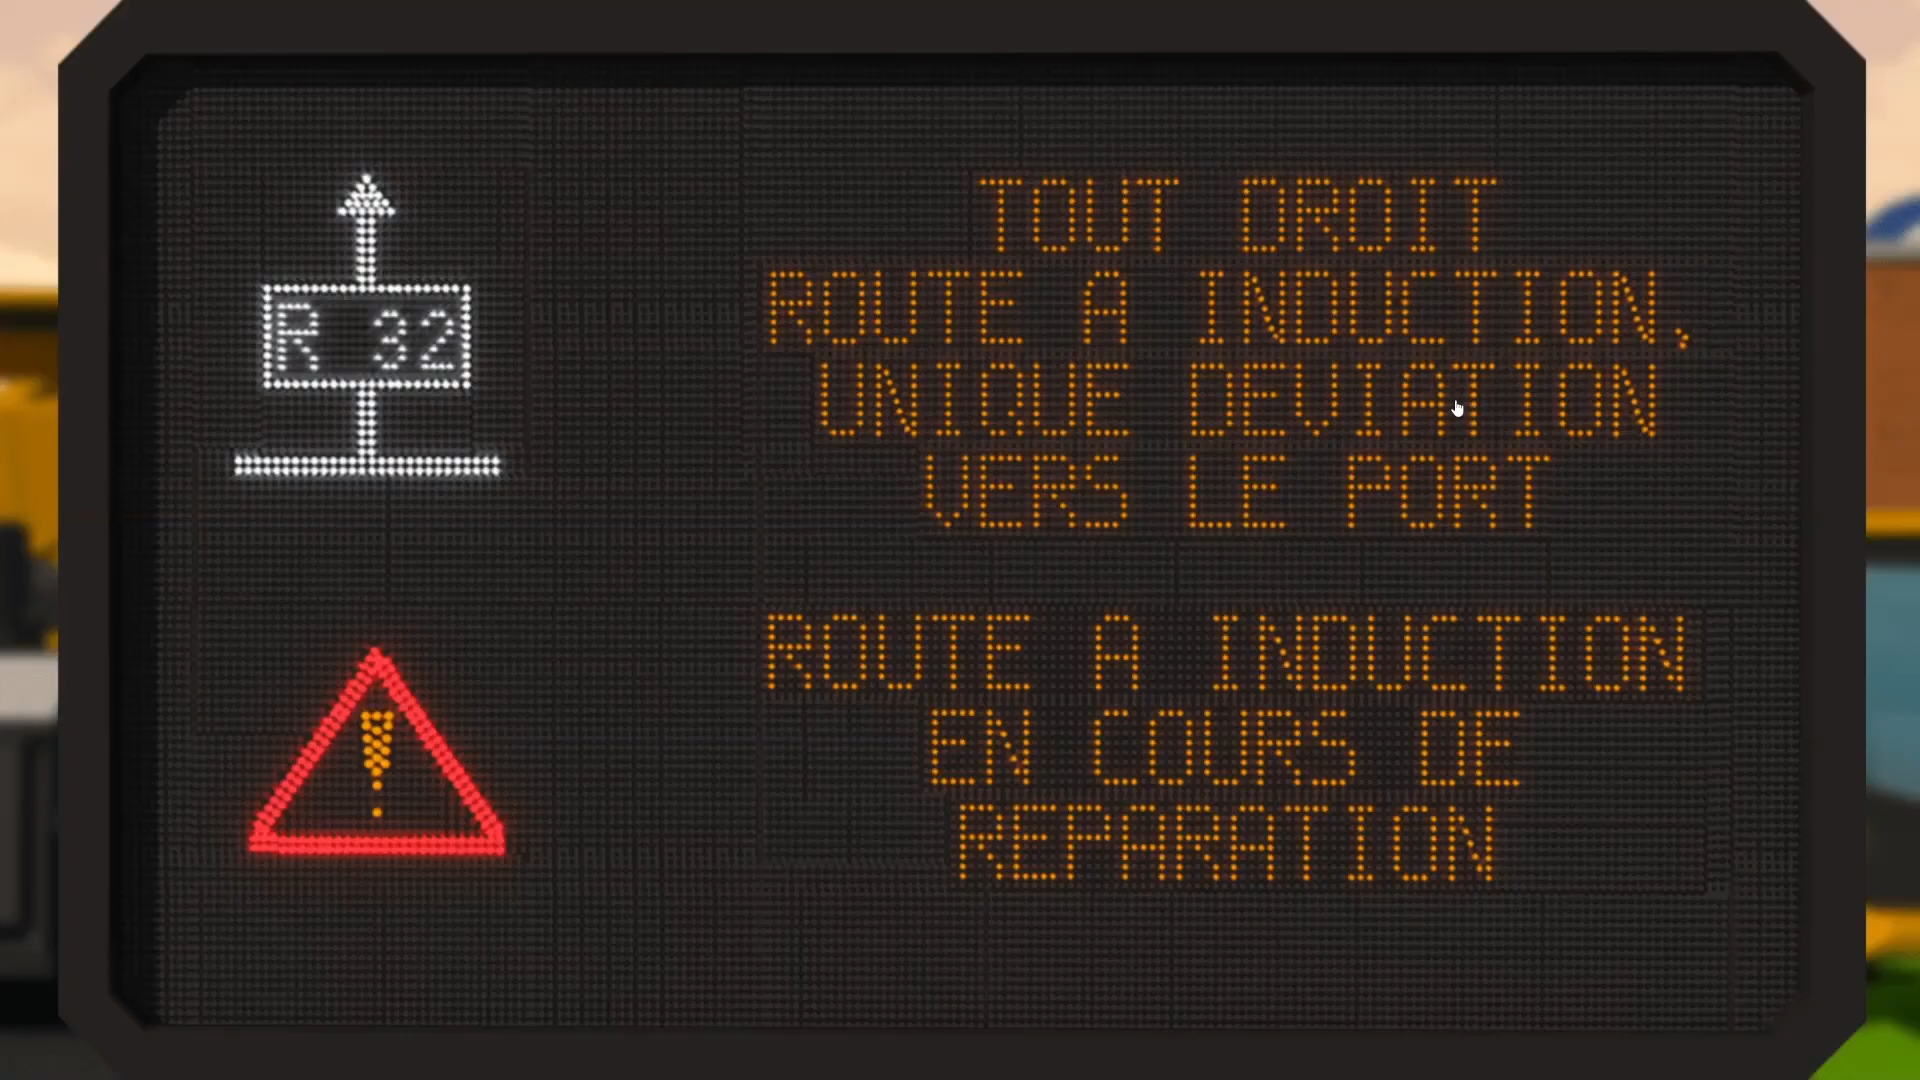 R 32
TOUT DROIT
ROUTE A INDUCTION,
UNIQUE DEVIATION
VERS LE PORT
ROUTE A INDUCTION
EN COURS DE
REPARATION